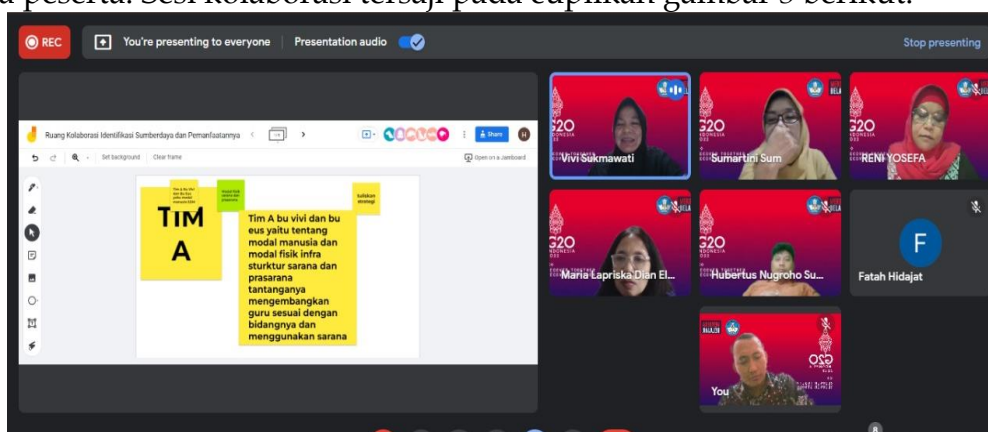 a peserta. Sesi kolaborasi tersaji pada cuplikan gambar 3 berikut.
REC
You're presenting to everyone
Presentation audio
Stop presenting
Ruang Kolaborasi Identifikasi Sumberdaya dan Pemanfaatannya
Share
H
Set background
Clear frame
Open on a Jamboard
TIM
A
tuliskan
strategi
Tim A bu vivi dan bu
eus yaitu tentang
modal manusia dan
modal fisik infra
sturktur sarana dan
prasarana
tantanganya
mengembangkan
guru sesuai dengan
bidangnya dan
menggunakan sarana
Vivi Sukmawati
Sumartini Sum
RENI YOSEFA
Maria Lapriska Dian El...
Hubertus Nugroho Su...
F
Fatah Hidajat
G20
You
8